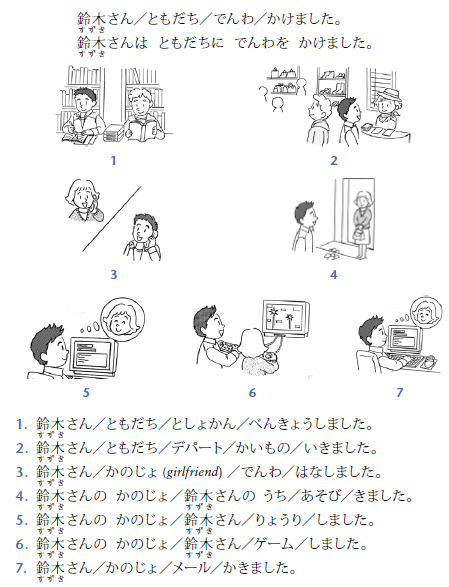 鈴木さん／ともだち／でんわ／かけました。
すずき
鈴木さんは ともだちに でんわを かけました。
すずき
1
2
3
4
5
6
7
1. 鈴木さん／ともだち／としょかん／べんきょうしました。
すずき
2. 鈴木さん／ともだち／デパート／かいもの／いきました。
すずき
3. 鈴木さん／かのじょ (girlfriend) ／でんわ／はなしました。
すずき
4. 鈴木さんの かのじょ／鈴木さんの うち／あそび／きました。
すずき すずき
5. 鈴木さんの かのじょ／鈴木さん／りょうり／しました。
すずき すずき
6. 鈴木さんの かのじょ／鈴木さん／ゲーム／しました。
すずき すずき
7. 鈴木さん／かのじょ／メール／かきました。
すずき